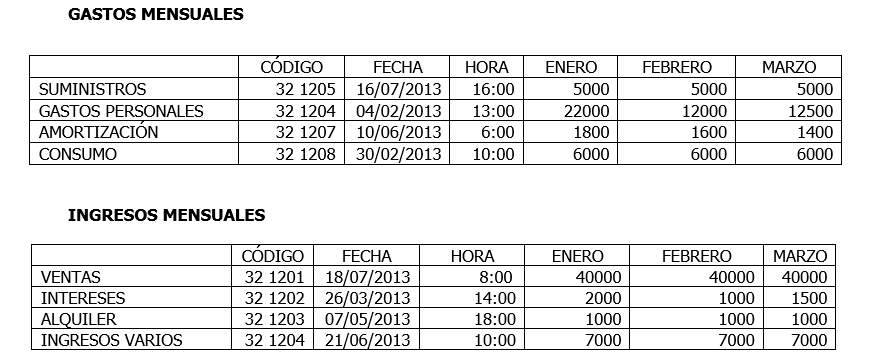 GASTOS MENSUALES
CÓDIGO FECHA HORA ENERO FEBRERO MARZO
SUMINISTROS 32 1205 16/07/2013 16:00 5000 5000 5000
GASTOS PERSONALES 32 1204 04/02/2013 13:00 22000 12000 12500
AMORTIZACIÓN 32 1207 10/06/2013 6:00 1800 1600 1400
CONSUMO 32 1208 30/02/2013 10:00 6000 6000 6000
INGRESOS MENSUALES
CÓDIGO FECHA HORA ENERO FEBRERO MARZO
VENTAS 32 1201 18/07/2013 8:00 40000 40000 40000
INTERESES 32 1202 26/03/2013 14:00 2000 1000 1500
ALQUILER 32 1203 07/05/2013 18:00 1000 1000 1000
INGRESOS VARIOS 32 1204 21/06/2013 10:00 7000 7000 7000